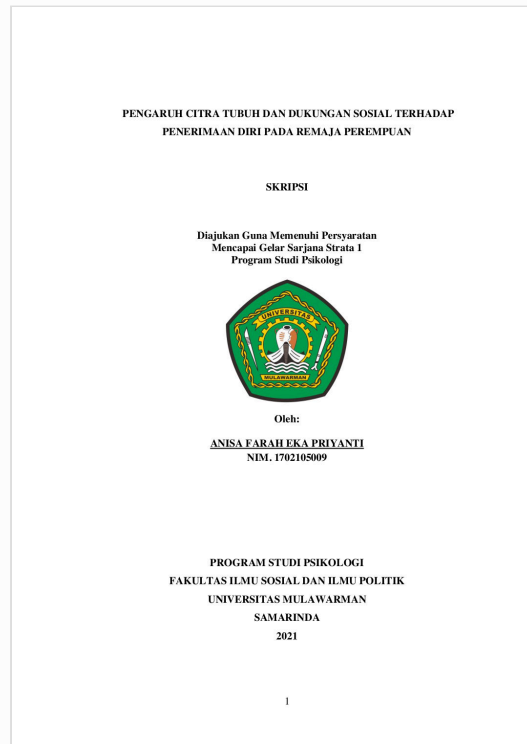 PENGARUH CITRA TUBUH DAN DUKUNGAN SOSIAL TERHADAP
PENERIMAAN DIRI PADA REMAJA PEREMPUAN
SKRIPSI
Diajukan Guna Memenuhi Persyaratan
Mencapai Gelar Sarjana Strata 1
Program Studi Psikologi
UNIVERSITAS
MULAWARMAN
Oleh:
ANISA FARAH EKA PRIYANTI
NIM. 1702105009
PROGRAM STUDI PSIKOLOGI
FAKULTAS ILMU SOSIAL DAN ILMU POLITIK
UNIVERSITAS MULAWARMAN
SAMARINDA
2021
1